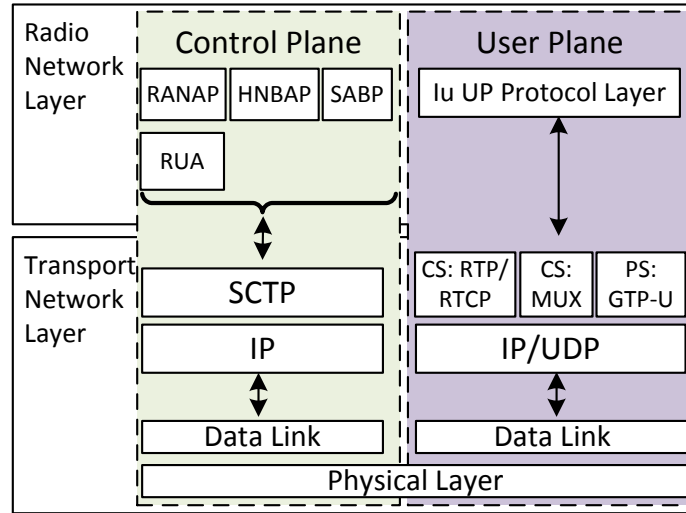 Radio
Network
Layer
Control Plane
RANAP
HNBAP
SABP
RUA
User Plane
Iu UP Protocol Layer
Transport
Network
Layer
SCTP
IP
Data Link
CS: RTP/
RTCP
CS:
MUX
PS:
GTP-U
IP/UDP
Data Link
Physical Layer